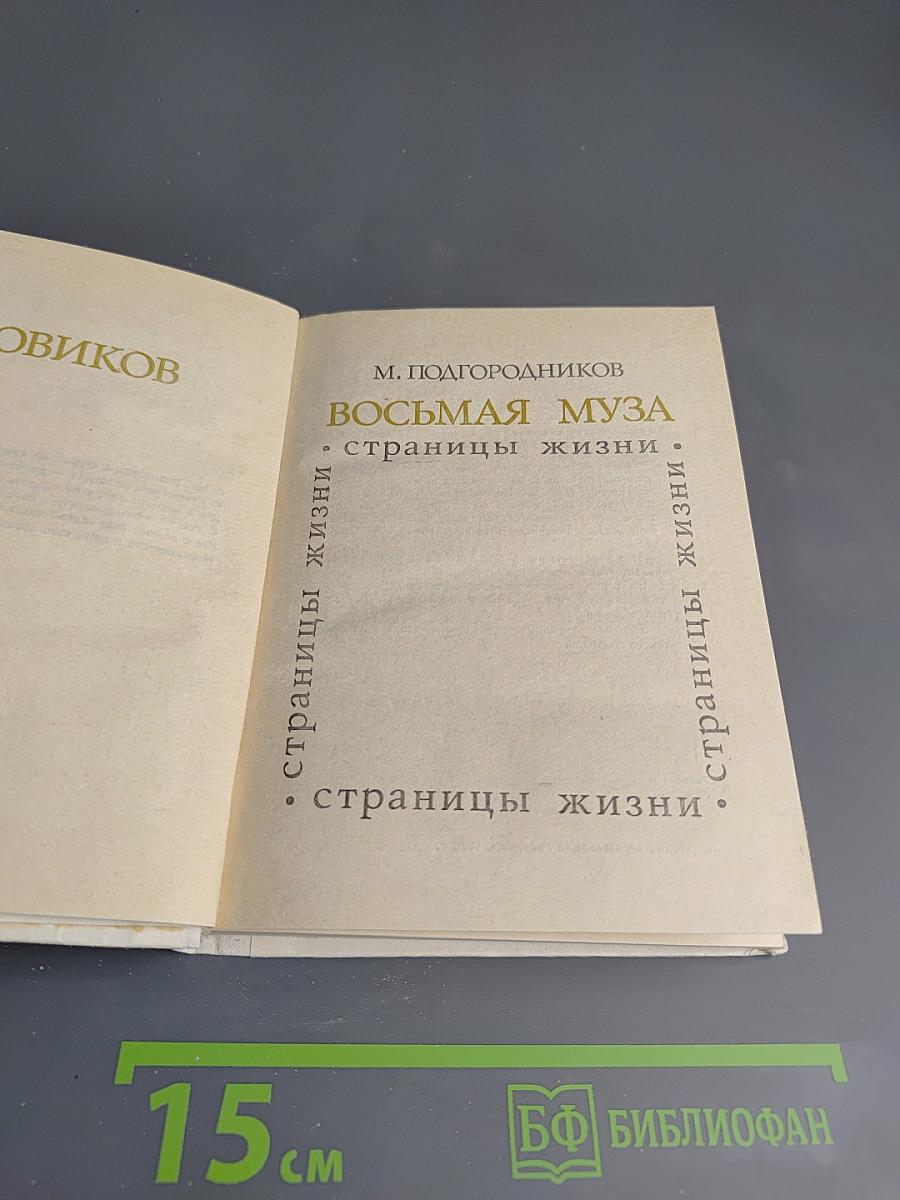 ОВИКОВ
М. ПОДГОРОДНИКОВ
ВОСЬМАЯ МУЗА
• страницы жизни •
страницы жизни
страницы жизни
• страницы жизни •
15 см
БФ БИБЛИОФАН